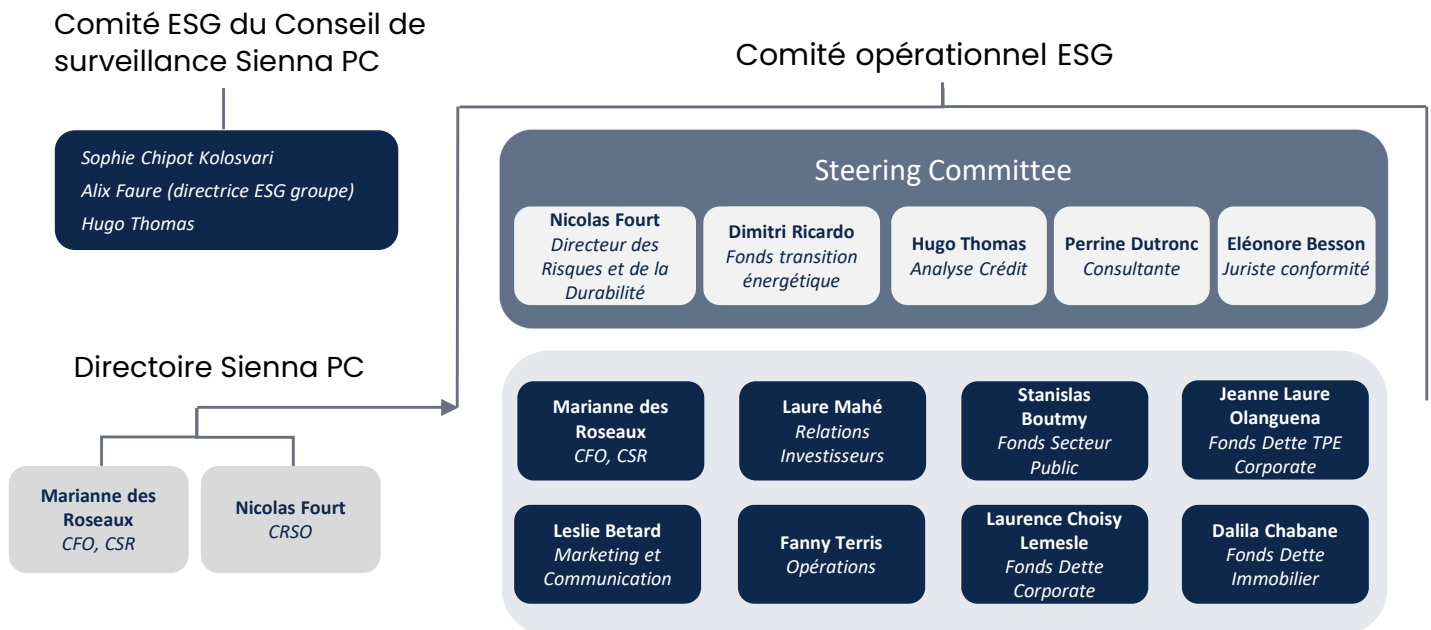 Comité ESG du Conseil de
surveillance Sienna PC
Sophie Chipot Kolosvari
Alix Faure (directrice ESG groupe)
Hugo Thomas
Directoire Sienna PC
Marianne des
Roseaux
CFO, CSR
Nicolas Fourt
CRSO
Comité opérationnel ESG
Steering Committee
Nicolas Fourt
Directeur des
Risques et de la
Durabilité
Dimitri Ricardo
Fonds transition
énergétique
Hugo Thomas
Analyse Crédit
Perrine Dutronc
Consultante
Eléonore Besson
Juriste conformité
Marianne des
Roseaux
CFO, CSR
Laure Mahé
Relations
Investisseurs
Stanislas
Boutmy
Fonds Secteur
Public
Jeanne Laure
Olanguena
Fonds Dette TPE
Corporate
Leslie Betard
Marketing et
Communication
Fanny Terris
Opérations
Laurence Choisy
Lemesle
Fonds Dette
Corporate
Dalila Chabane
Fonds Dette
Immobilier